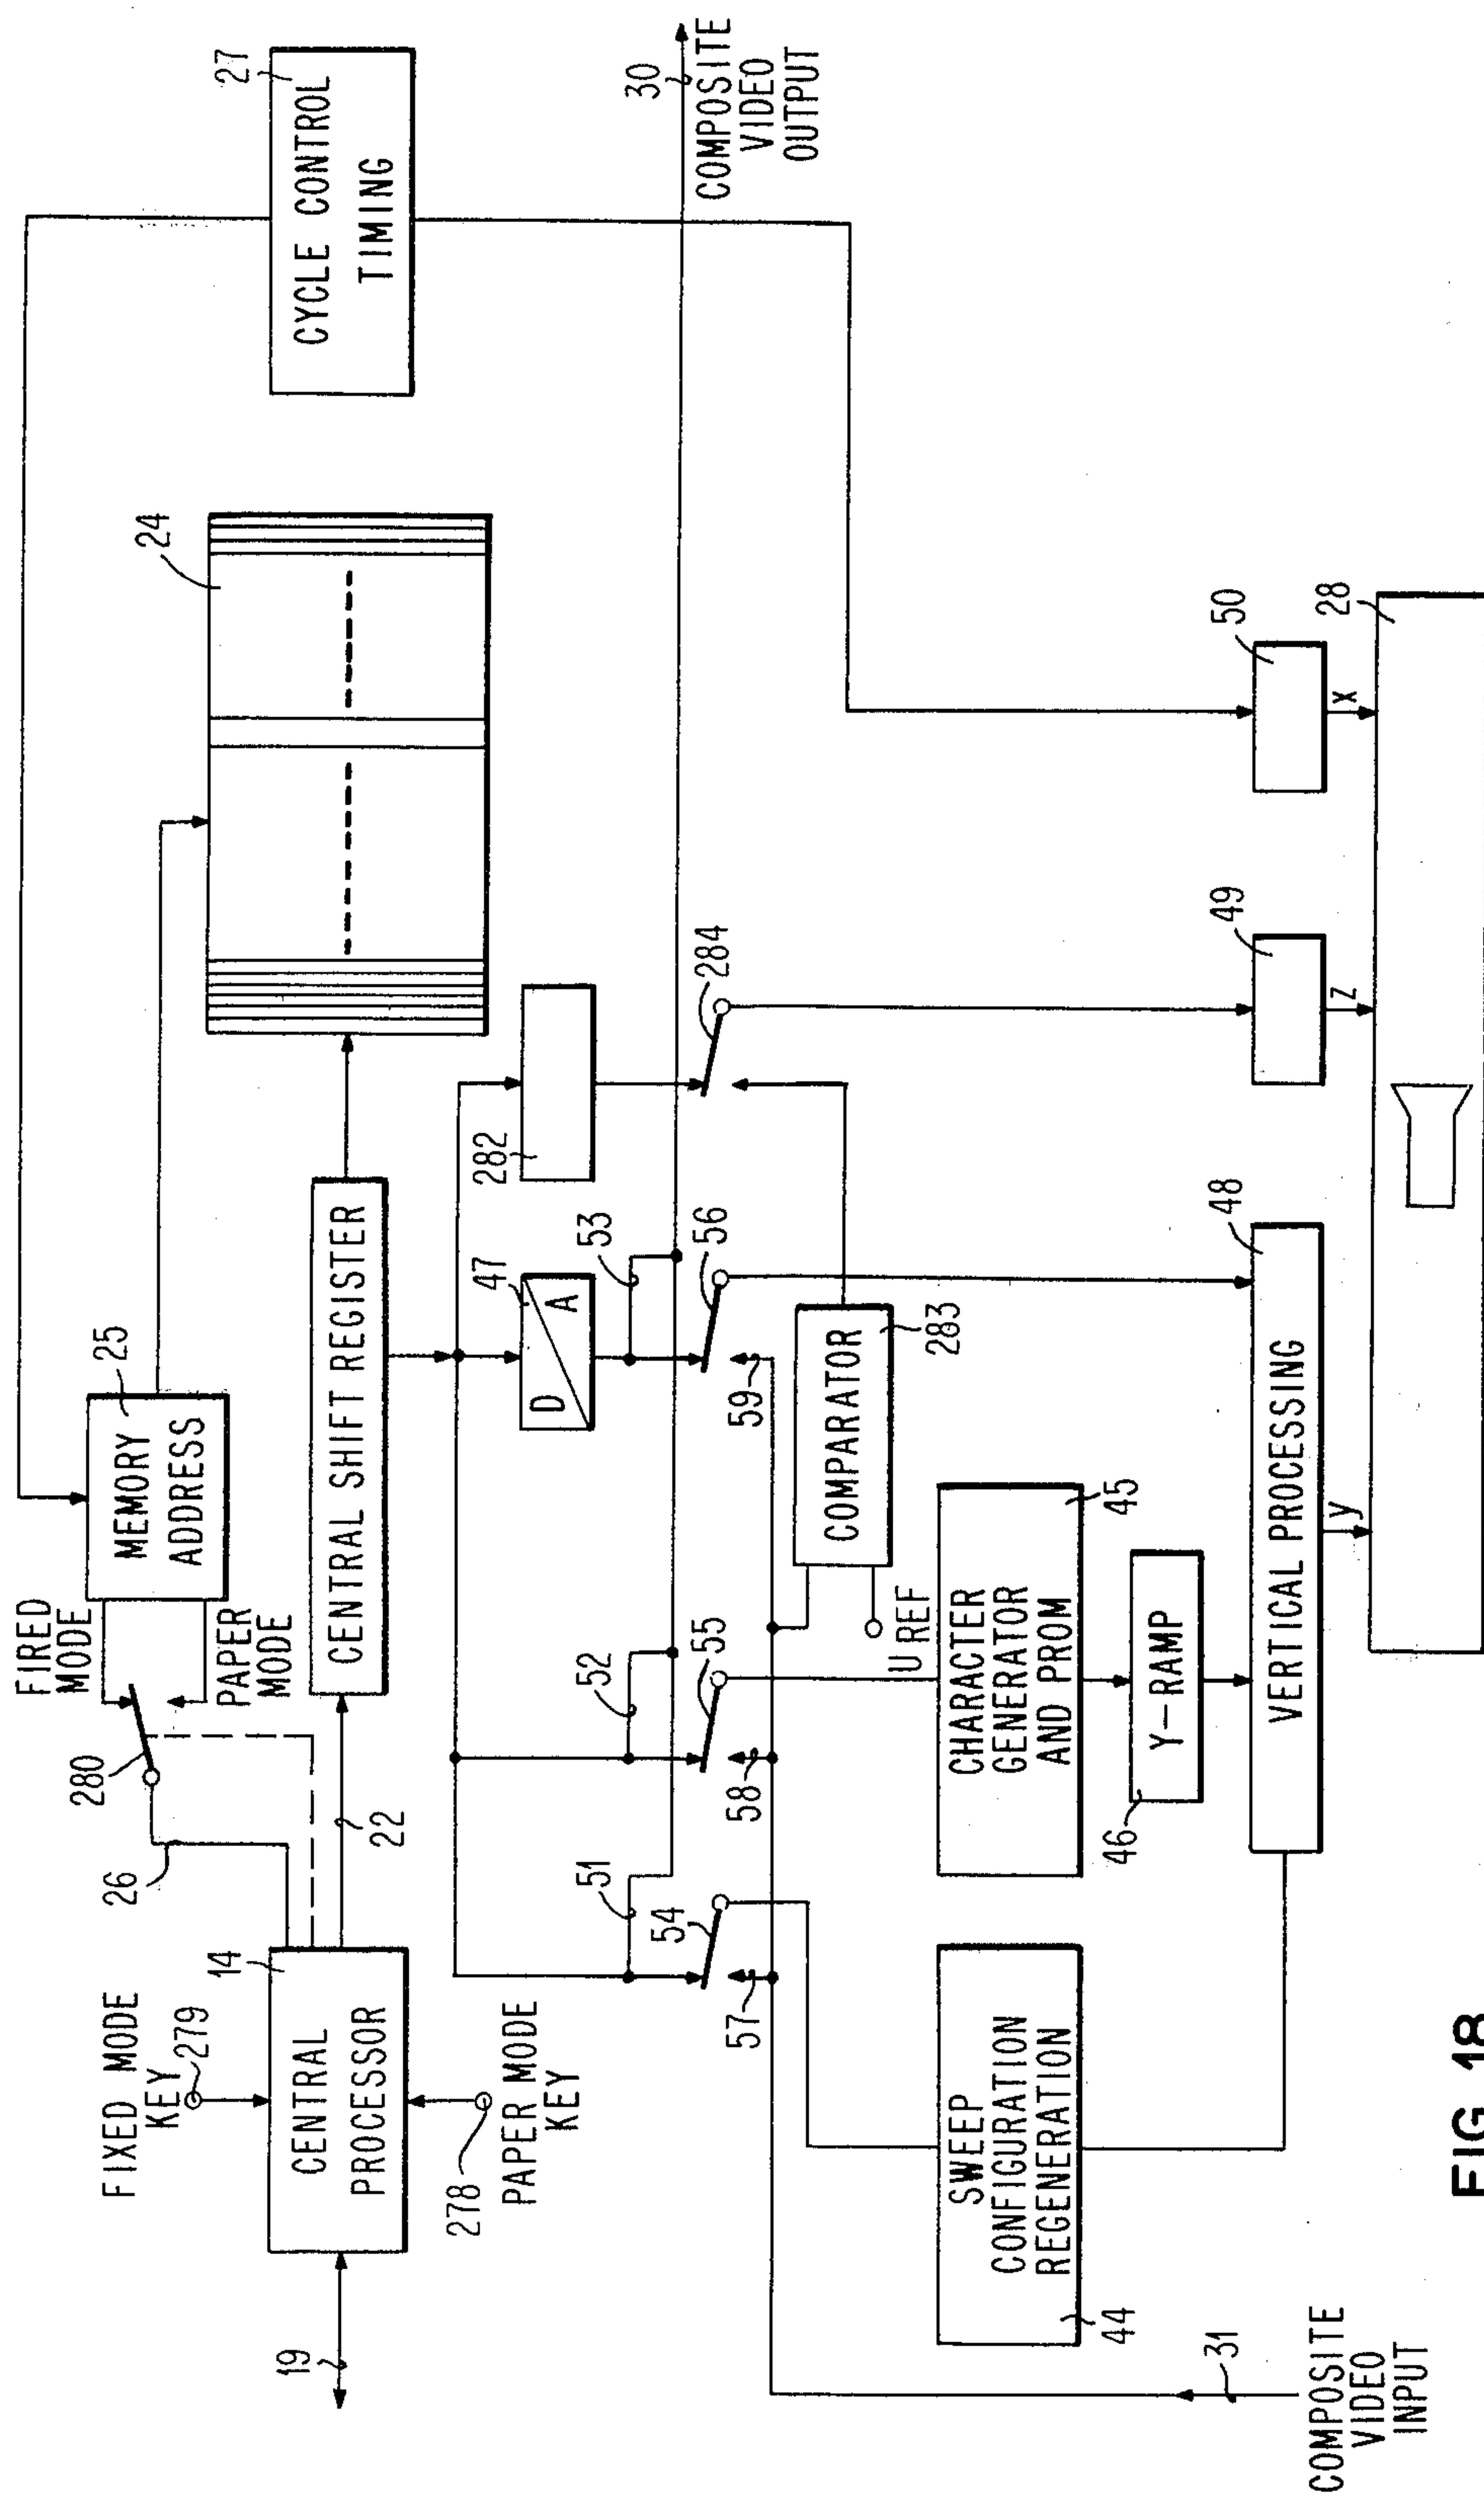 FIXED MODE
KEY
279
14
CENTRAL
PROCESSOR
19
278
PAPER MODE
KEY
26
280
22
FIRED
MODE
PAPER
MODE
25
MEMORY
ADDRESS
CENTRAL SHIFT REGISTER
24
27
CYCLE CONTROL
TIMING
30
COMPOSITE
VIDEO
OUTPUT
51
52
53
47
D
A
282
54
55
56
284
57
58
59
COMPARATOR
283
U REF
SWEEP
CONFIGURATION
REGENERATION
44
CHARACTER
GENERATOR
AND PROM
45
46
Y-RAMP
VERTICAL PROCESSING
48
49
50
y
z
x
28
31
COMPOSITE
VIDEO
INPUT
FIG. 18